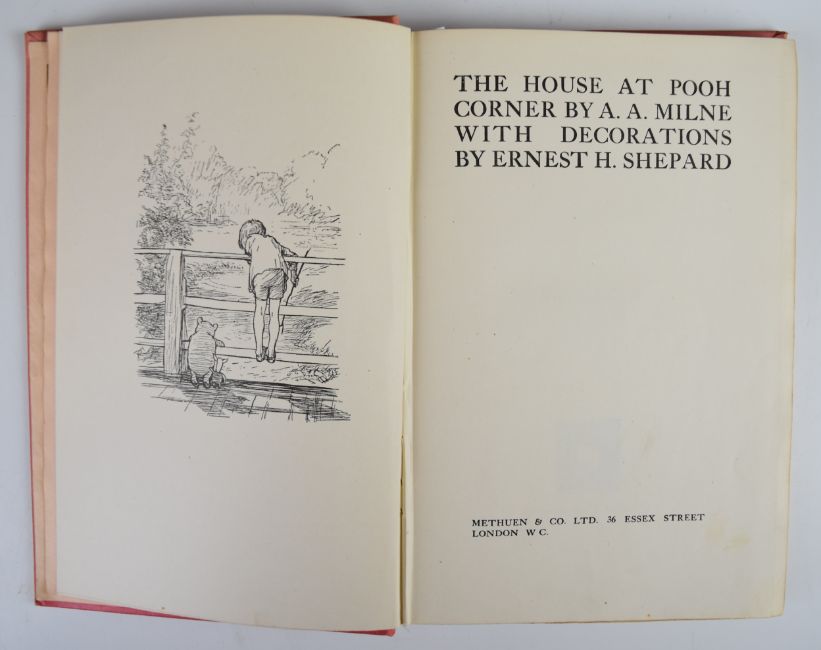 THE HOUSE AT POOH
CORNER BY A. A. MILNE
WITH DECORATIONS
BY ERNEST H. SHEPARD
METHUEN & CO. LTD. 36 ESSEX STREET
LONDON W C.